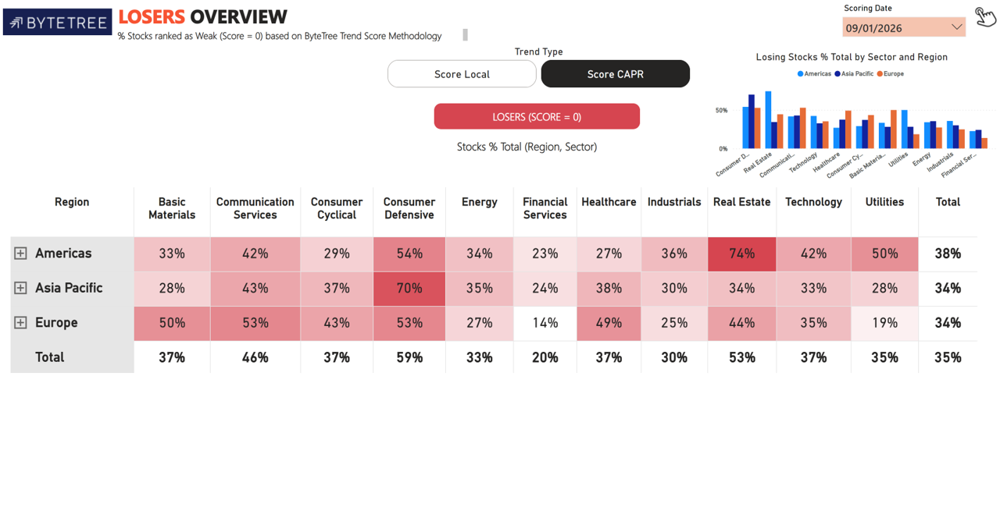 BYTETREE
LOSERS OVERVIEW
% Stocks ranked as Weak (Score = 0) based on ByteTree Trend Score Methodology
Scoring Date
09/01/2026
Trend Type
Score Local
Score CAPR
LOSERS (SCORE = 0)
Stocks % Total (Region, Sector)
Losing Stocks % Total by Sector and Region
Americas Asia Pacific Europe
50%
0%
Consumer D...
Real Estate
Communicati...
Technology
Healthcare
Consumer Cy...
Basic Materia...
Utilities
Energy
Industrials
Financial Ser...
Region Basic Materials Communication Services Consumer Cyclical Consumer Defensive Energy Financial Services Healthcare Industrials Real Estate Technology Utilities Total
Americas 33% 42% 29% 54% 34% 23% 27% 36% 74% 42% 50% 38%
Asia Pacific 28% 43% 37% 70% 35% 24% 38% 30% 34% 33% 28% 34%
Europe 50% 53% 43% 53% 27% 14% 49% 25% 44% 35% 19% 34%
Total 37% 46% 37% 59% 33% 20% 37% 30% 53% 37% 35% 35%